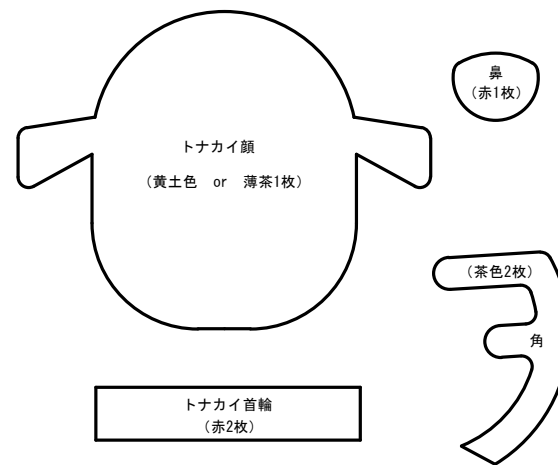 鼻
（赤1枚）
トナカイ顔
（黄土色　or　薄茶1枚）
（茶色2枚）
角
トナカイ首輪
（赤2枚）